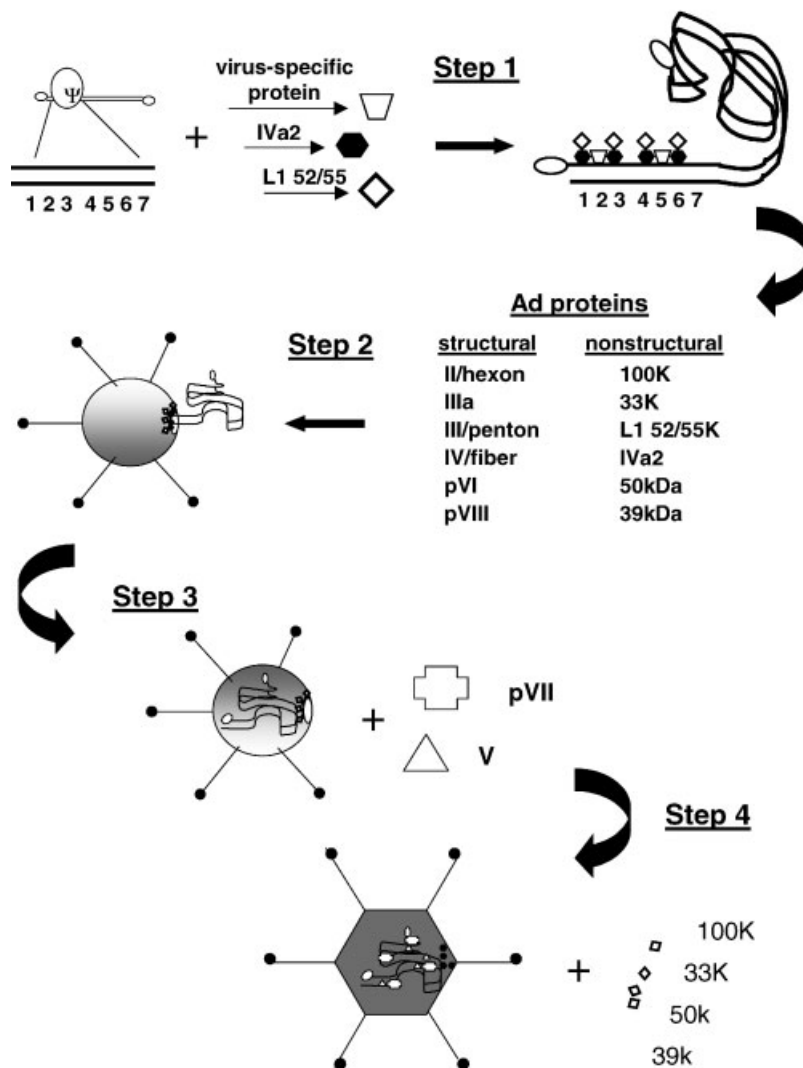 virus-specific
protein
Step 1
Ψ
+
IVa2
L1 52/55
1 2 3 4 5 6 7
1 2 3 4 5 6 7
Ad proteins
structural nonstructural
II/hexon 100K
IIIa 33K
III/penton L1 52/55K
IV/fiber IVa2
pVI 50kDa
pVIII 39kDa
Step 2
Step 3
+
pVII
V
Step 4
+
100K
33K
50k
39k